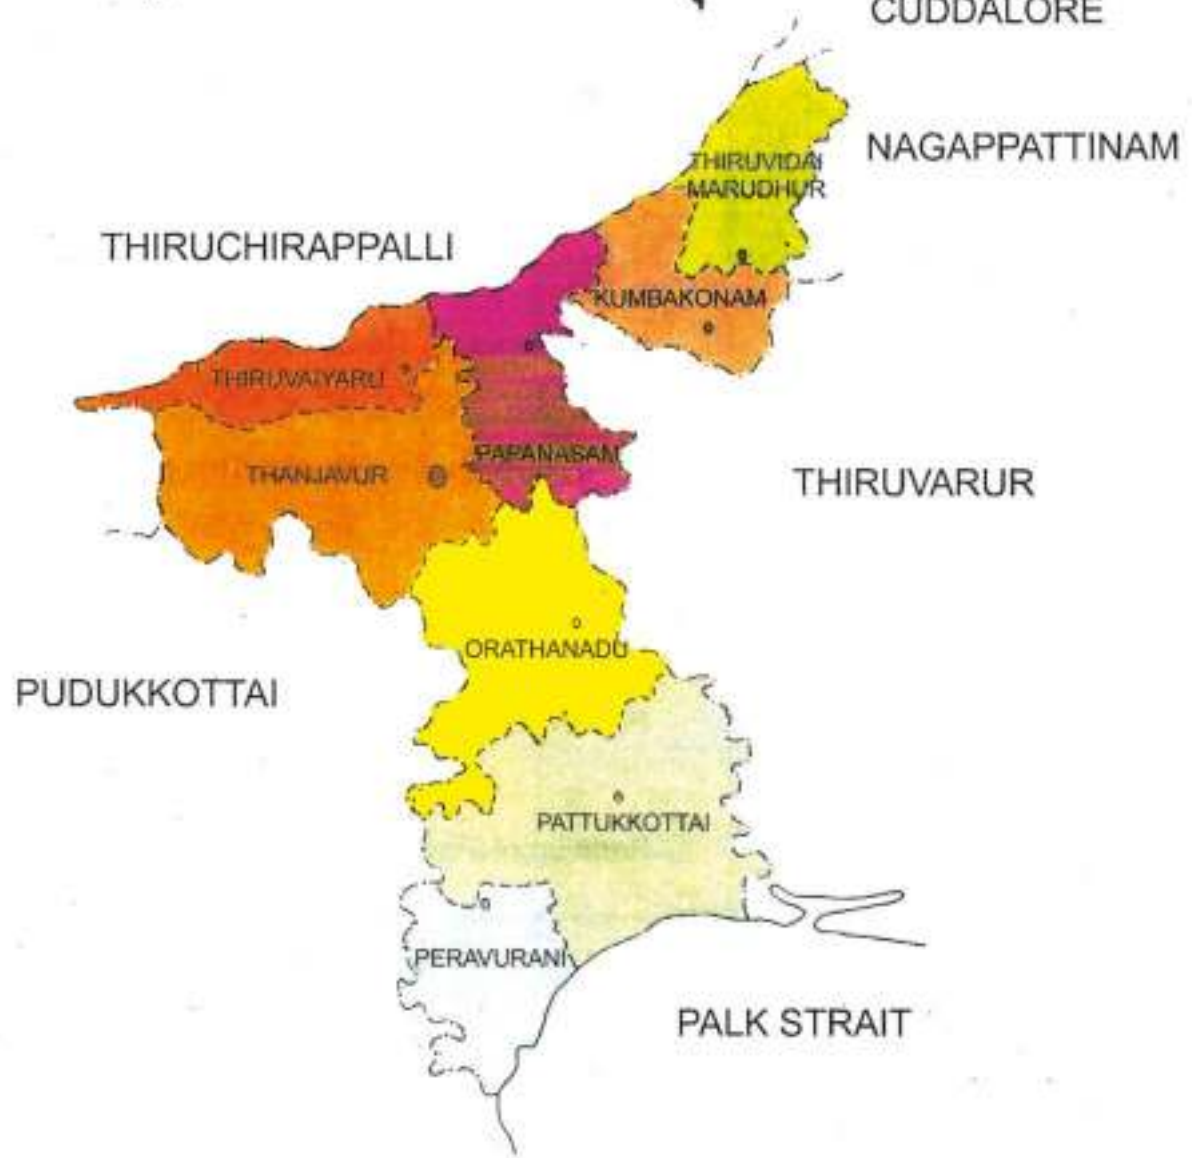 CUDDALORE
NAGAPPATTINAM
THIRUVIDAI
MARUDHUR
THIRUCHIRAPPALLI
KUMBAKONAM
THIRUVAIYARU
PAPANASAM
THANJAVUR
THIRUVARUR
ORATHANADU
PUDUKKOTTAI
PATTUKKOTTAI
PERAVURANI
PALK STRAIT